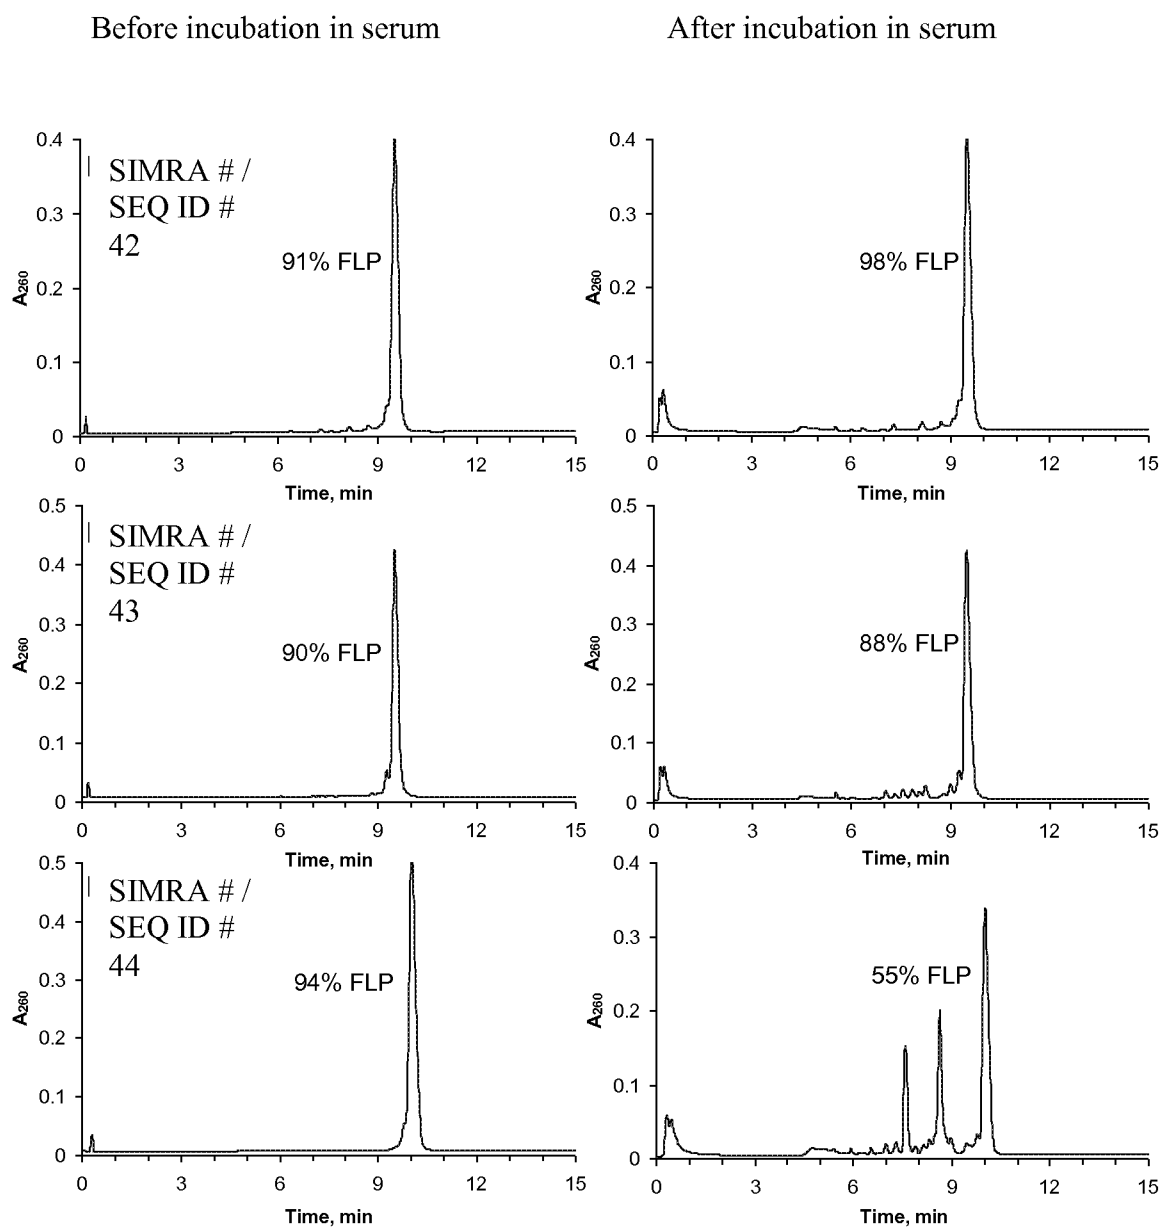 Before incubation in serum
After incubation in serum
0.4
0.3
0.2
0.1
0
A260
SIMRA # /
SEQ ID #
42
91% FLP
0 3 6 9 12 15
Time, min
0.4
0.3
0.2
0.1
0
A260
98% FLP
0 3 6 9 12 15
Time, min
0.5
0.4
0.3
0.2
0.1
0
A260
SIMRA # /
SEQ ID #
43
90% FLP
0 3 6 9 12 15
Time, min
0.5
0.4
0.3
0.2
0.1
0
A260
88% FLP
0 3 6 9 12 15
Time, min
0.5
0.4
0.3
0.2
0.1
0
A260
SIMRA # /
SEQ ID #
44
94% FLP
0 3 6 9 12 15
Time, min
0.4
0.3
0.2
0.1
0
A260
55% FLP
0 3 6 9 12 15
Time, min